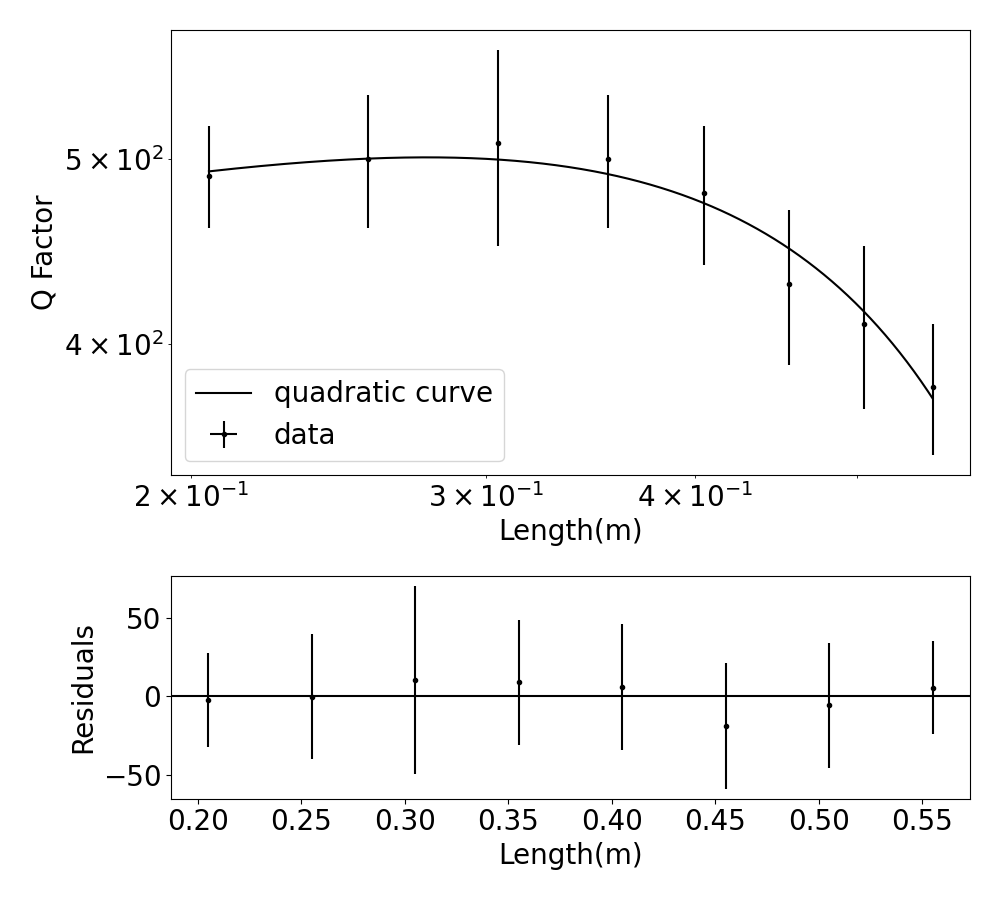 5 × 10²
4 × 10²
Q Factor
quadratic curve
data
2 × 10⁻¹ 3 × 10⁻¹ 4 × 10⁻¹
Length(m)
50
0
−50
Residuals
0.20 0.25 0.30 0.35 0.40 0.45 0.50 0.55
Length(m)